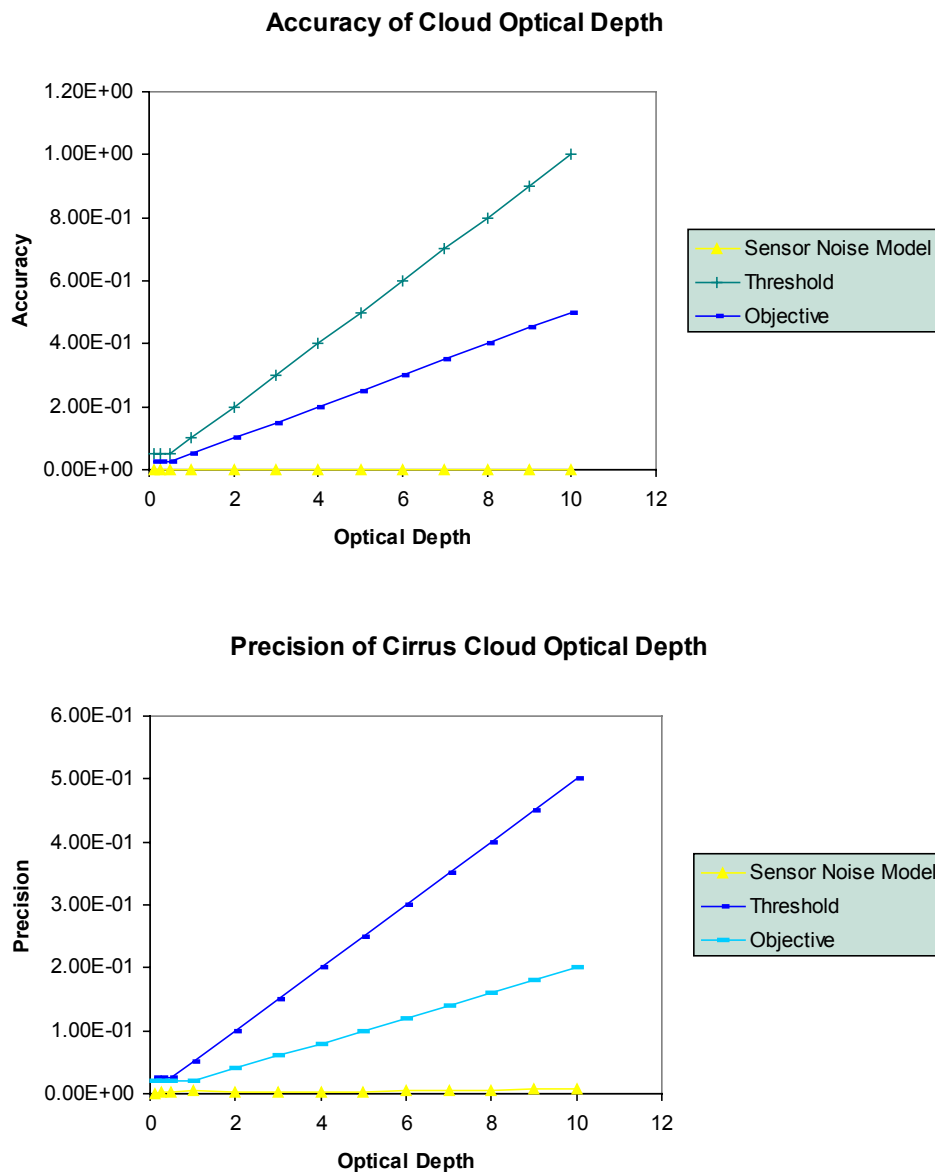 Accuracy of Cloud Optical Depth
1.20E+00
1.00E+00
8.00E-01
6.00E-01
4.00E-01
2.00E-01
0.00E+00
Accuracy
0 2 4 6 8 10 12
Optical Depth
Sensor Noise Model
Threshold
Objective
Precision of Cirrus Cloud Optical Depth
6.00E-01
5.00E-01
4.00E-01
3.00E-01
2.00E-01
1.00E-01
0.00E+00
Precision
0 2 4 6 8 10 12
Optical Depth
Sensor Noise Model
Threshold
Objective